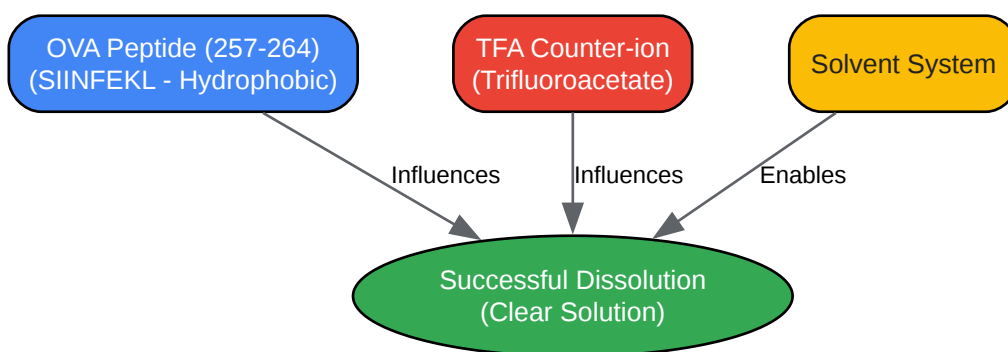 OVA Peptide (257-264)
(SIINFEKL - Hydrophobic)
TFA Counter-ion
(Trifluoroacetate)
Solvent System
Influences
Influences
Enables
Successful Dissolution
(Clear Solution)